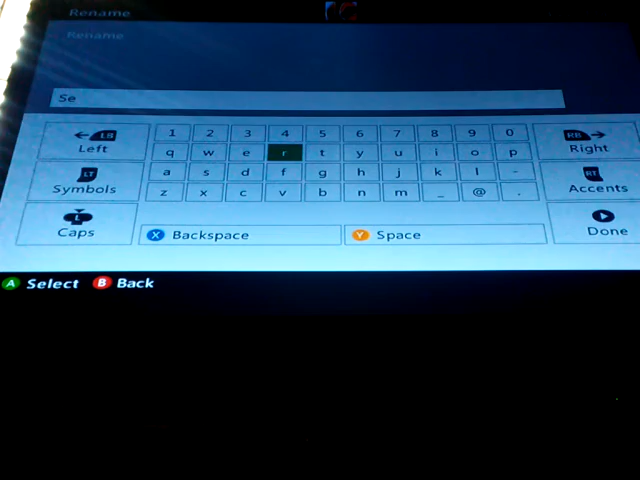 Rename
Rename
Se
LB 1 2 3 4 5 6 7 8 9 0 RB
Left q w e r t y u i o p Right
LT a s d f g h j k l - RT
Symbols z x c v b n m _ @ . Accents
L
Caps X Backspace Y Space Done
A Select B Back